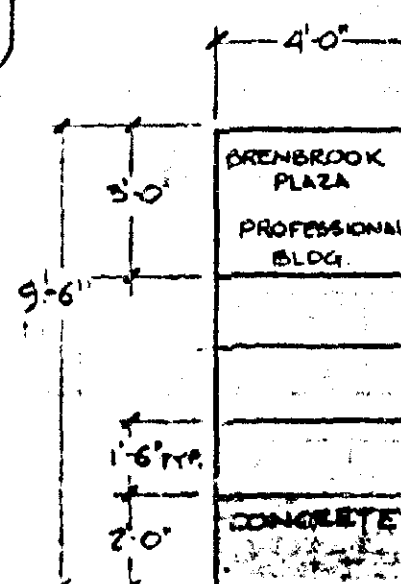 4'-0"
BRENBROOK
PLAZA
3'-0"
PROFESSIONAL
BLDG.
9'-6"
1'-6" TYP.
CONCRETE
2'-0"